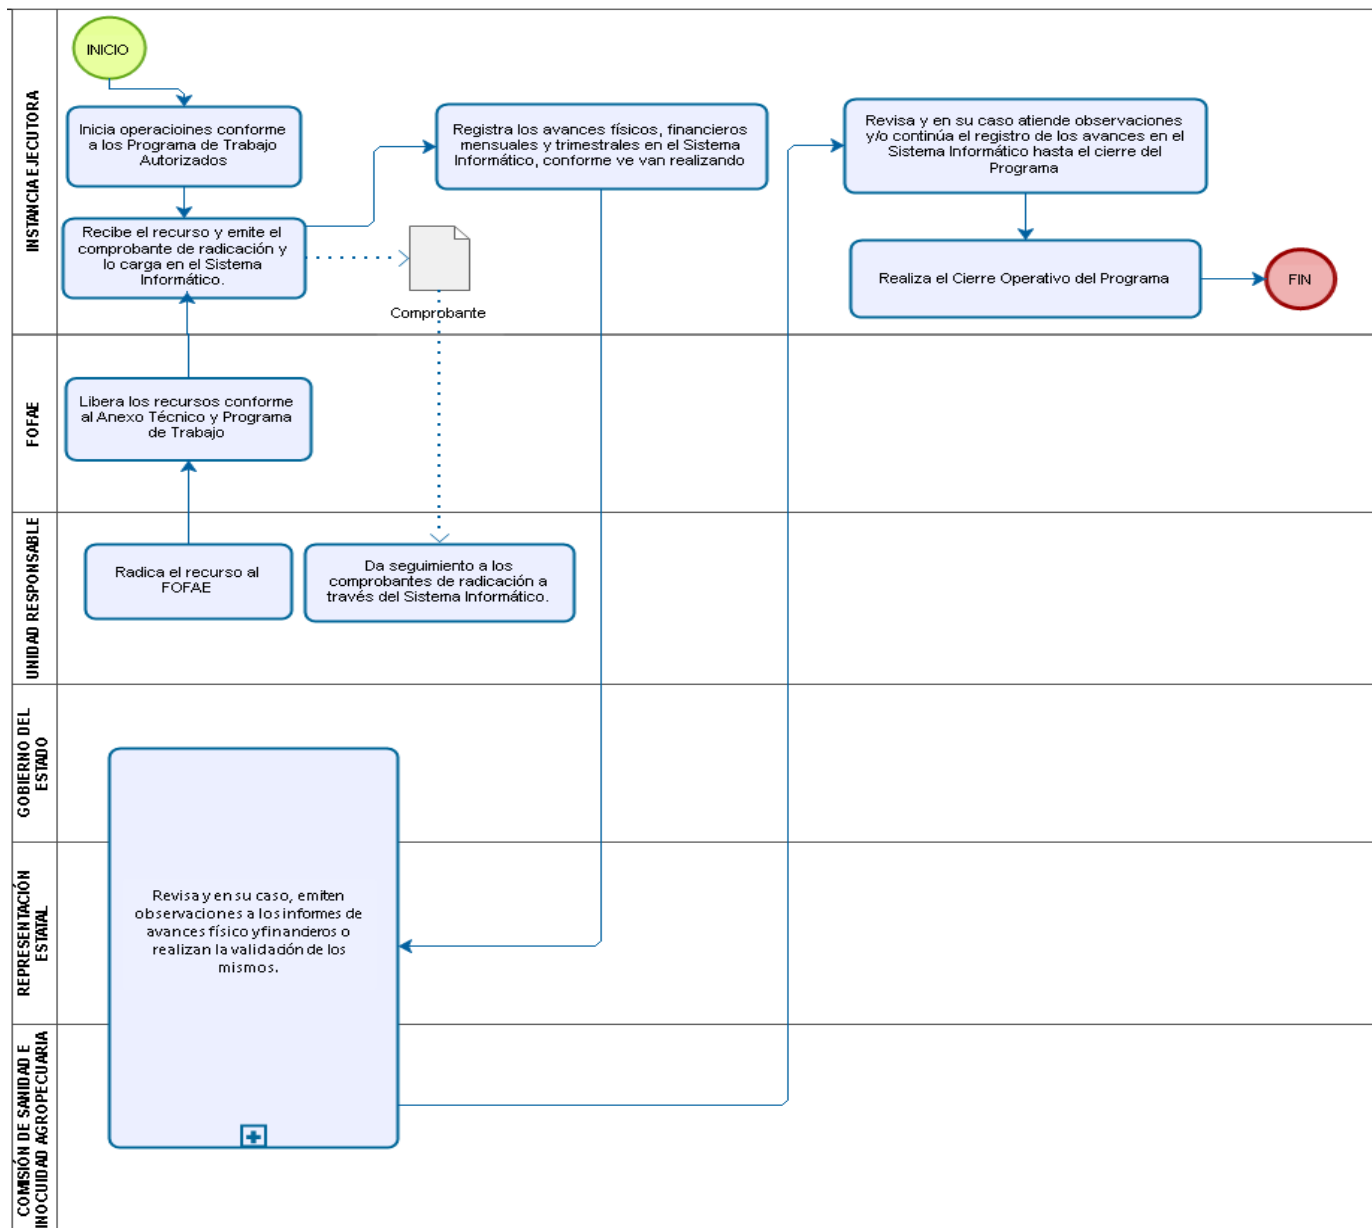 INSTANCIA EJECUTORA
INICIO
Inicia operacioines conforme
a los Programa de Trabajo
Autorizados
Recibe el recurso y emite el
comprobante de radicación y
lo carga en el Sistema
Informático.
Comprobante
Registra los avances físicos, financieros
mensuales y trimestrales en el Sistema
Informático, conforme ve van realizando
Revisa y en su caso atiende observaciones
y/o continúa el registro de los avances en el
Sistema Informático hasta el cierre del
Programa
Realiza el Cierre Operativo del Programa
FIN
FOFAE
Libera los recursos conforme
al Anexo Técnico y Programa
de Trabajo
UNIDAD RESPONSABLE
Radica el recurso al
FOFAE
Da seguimiento a los
comprobantes de radicación a
través del Sistema Informático.
GOBIERNO DEL
ESTADO
REPRESENTACIÓN
ESTATAL
Revisa y en su caso, emiten
observaciones a los informes de
avances físico y financieros o
realizan la validación de los
mismos.
COMISIÓN DE SANIDAD E
INOCUIDAD AGROPECUARIA